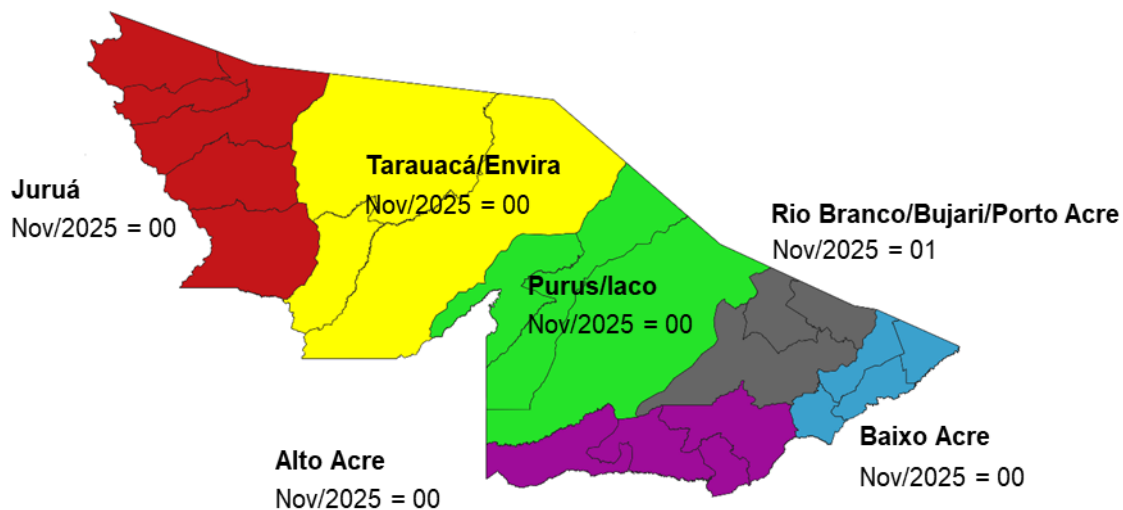 Tarauacá/Envira
Nov/2025 = 00
Juruá
Nov/2025 = 00
Rio Branco/Bujari/Porto Acre
Nov/2025 = 01
Purus/Iaco
Nov/2025 = 00
Baixo Acre
Nov/2025 = 00
Alto Acre
Nov/2025 = 00